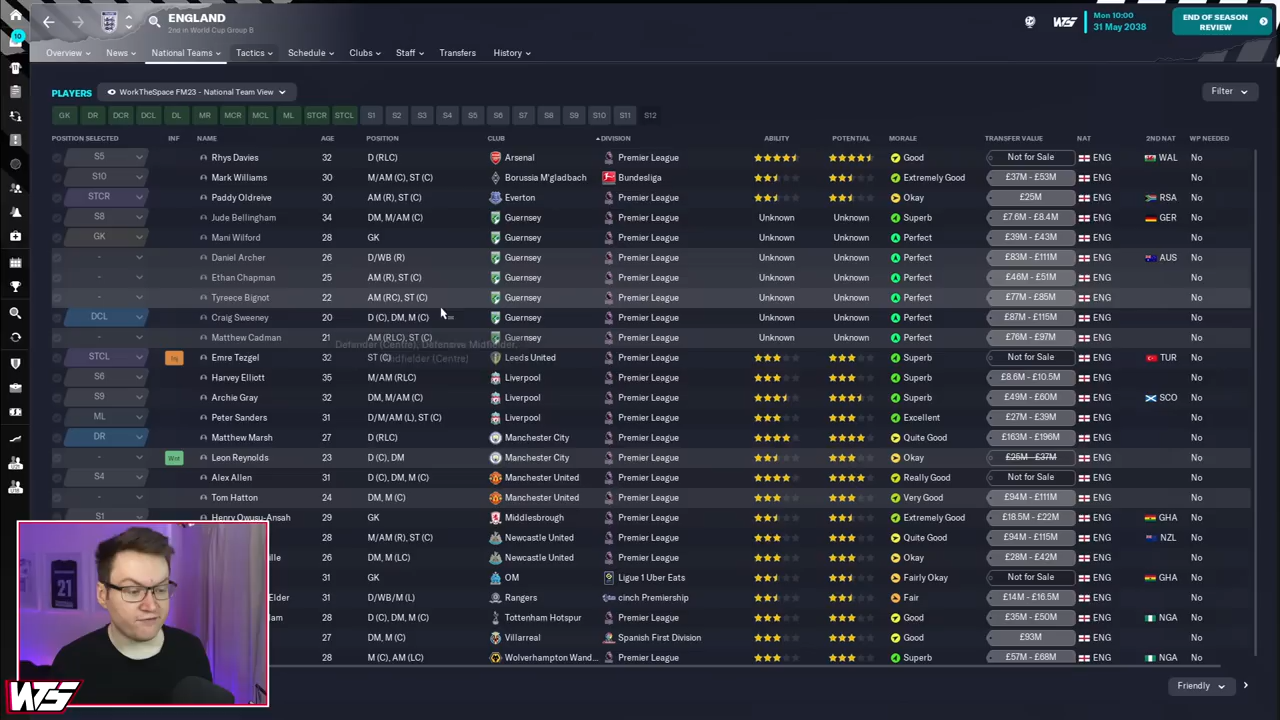 ENGLAND
2nd in World Cup Group B
WTS
Mon 10:00
31 May 2038
END OF SEASON REVIEW
10
Overview News National Teams Tactics Schedule Clubs Staff Transfers History
PLAYERS WorkTheSpace FM23 - National Team View Filter
GK DR DCR DCL DL MR MCR MCL ML STCR STCL S1 S2 S3 S4 S5 S6 S7 S8 S9 S10 S11 S12
POSITION SELECTED INF NAME AGE POSITION CLUB DIVISION ABILITY POTENTIAL MORALE TRANSFER VALUE NAT 2ND NAT WP NEEDED
S5 Rhys Davies 32 D (RLC) Arsenal Premier League Good Not for Sale ENG WAL No
S10 Mark Williams 30 M/AM (C), ST (C) Borussia M'gladbach Bundesliga Extremely Good £37M - £53M ENG No
STCR Paddy Oldreive 30 AM (R), ST (C) Everton Premier League Okay £25M ENG RSA No
S8 Jude Bellingham 34 DM, M/AM (C) Guernsey Premier League Unknown Unknown Superb £7.6M - £8.4M ENG GER No
GK Mani Wilford 28 GK Guernsey Premier League Unknown Unknown Perfect £39M - £43M ENG No
- Daniel Archer 26 D/WB (R) Guernsey Premier League Unknown Unknown Perfect £83M - £111M ENG AUS No
- Ethan Chapman 25 AM (R), ST (C) Guernsey Premier League Unknown Unknown Perfect £46M - £51M ENG No
- Tyreece Bignot 22 AM (RC), ST (C) Guernsey Premier League Unknown Unknown Perfect £77M - £85M ENG No
DCL Craig Sweeney 20 D (C), DM, M (C) Guernsey Premier League Unknown Unknown Perfect £87M - £115M ENG No
- Matthew Cadman 21 AM (RLC), ST (C) Guernsey Premier League Unknown Unknown Perfect £76M - £97M ENG No
Defender (Centre), Defensive Midfielder,
Midfielder (Centre)
STCL Inj Emre Tezgel 32 ST (C) Leeds United Premier League Superb Not for Sale ENG TUR No
S6 Harvey Elliott 35 M/AM (RLC) Liverpool Premier League Superb £8.6M - £10.5M ENG No
S9 Archie Gray 32 DM, M/AM (C) Liverpool Premier League Superb £49M - £60M ENG SCO No
ML Peter Sanders 31 D/M/AM (L), ST (C) Liverpool Premier League Excellent £27M - £39M ENG No
DR Matthew Marsh 27 D (RLC) Manchester City Premier League Quite Good £163M - £196M ENG No
- Wnt Leon Reynolds 23 D (C), DM Manchester City Premier League Okay £25M - £37M ENG No
S4 Alex Allen 31 D (C), DM, M (C) Manchester United Premier League Really Good Not for Sale ENG No
- Tom Hatton 24 DM, M (C) Manchester United Premier League Very Good £94M - £111M ENG No
S1 Henry Owusu-Ansah 29 GK Middlesbrough Premier League Extremely Good £18.5M - £22M ENG GHA No
28 M/AM (R), ST (C) Newcastle United Premier League Quite Good £94M - £115M ENG NZL No
ille 26 DM, M (LC) Newcastle United Premier League Okay £28M - £42M ENG No
31 GK OM Ligue 1 Uber Eats Fairly Okay Not for Sale ENG GHA No
Elder 31 D/WB/M (L) Rangers cinch Premiership Fair £14M - £16.5M ENG No
am 28 D (C) Tottenham Hotspur Premier League Good £35M - £50M ENG NGA No
27 DM, M (C) Villarreal Spanish First Division Good £93M ENG No
28 M (C), AM (LC) Wolverhampton Wand... Premier League Superb £57M - £68M ENG NGA No
21
WTS
Friendly